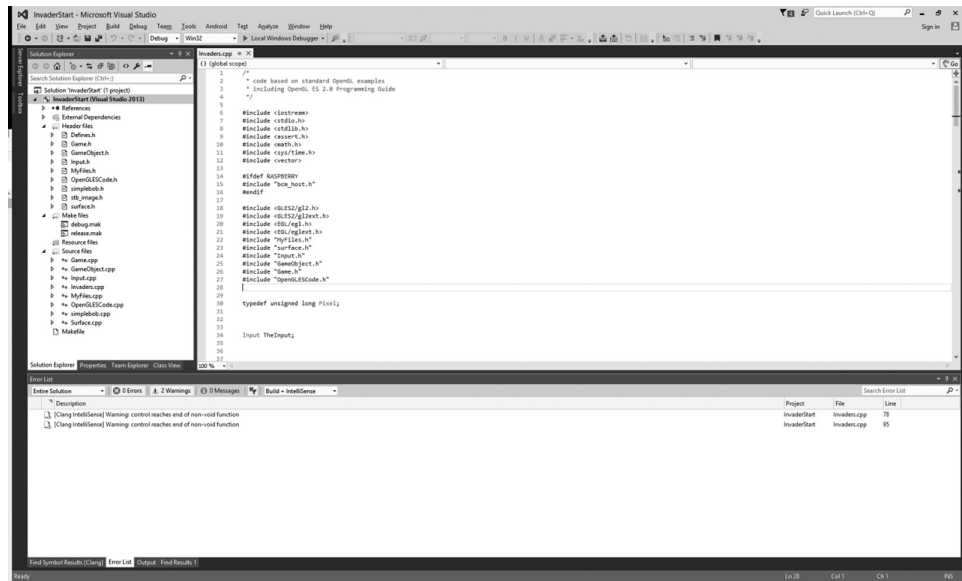 InvaderStart - Microsoft Visual Studio
Quick Launch (Ctrl+Q)
File Edit View Project Build Debug Team Tools Android Test Analyze Window Help
Sign in
Debug Win32 Local Windows Debugger
Server Explorer
Toolbox
Solution Explorer
Search Solution Explorer (Ctrl+;)
Solution 'InvaderStart' (1 project)
InvaderStart (Visual Studio 2013)
References
External Dependencies
Header files
Defines.h
Game.h
GameObject.h
Input.h
MyFiles.h
OpenGLESCode.h
simplebob.h
stb_image.h
surface.h
Make files
debug.mak
release.mak
Resource files
Source files
Game.cpp
GameObject.cpp
Input.cpp
Invaders.cpp
MyFiles.cpp
OpenGLESCode.cpp
simplebob.cpp
Surface.cpp
Makefile
Solution Explorer Properties Team Explorer Class View
Invaders.cpp
(global scope)
Go
1 /*
2 * code based on standard OpenGL examples
3 * including OpenGL ES 2.0 Programming Guide
4 */
5
6 #include <iostream>
7 #include <stdio.h>
8 #include <stdlib.h>
9 #include <assert.h>
10 #include <math.h>
11 #include <sys/time.h>
12 #include <vector>
13
14 #ifdef RASPBERRY
15 #include "bcm_host.h"
16 #endif
17
18 #include <GLES2/gl2.h>
19 #include <GLES2/gl2ext.h>
20 #include <EGL/egl.h>
21 #include <EGL/eglext.h>
22 #include "MyFiles.h"
23 #include "surface.h"
24 #include "Input.h"
25 #include "GameObject.h"
26 #include "Game.h"
27 #include "OpenGLESCode.h"
28
29
30 typedef unsigned long Pixel;
31
32
33
34 Input TheInput;
35
36
37
100 %
Error List
Entire Solution 0 Errors 2 Warnings 0 Messages Build + IntelliSense
Search Error List
Description Project File Line
[Clang IntelliSense] Warning: control reaches end of non-void function InvaderStart Invaders.cpp 78
[Clang IntelliSense] Warning: control reaches end of non-void function InvaderStart Invaders.cpp 95
Find Symbol Results [Clang] Error List Output Find Results 1
Ready Ln 28 Col 1 Ch 1 INS